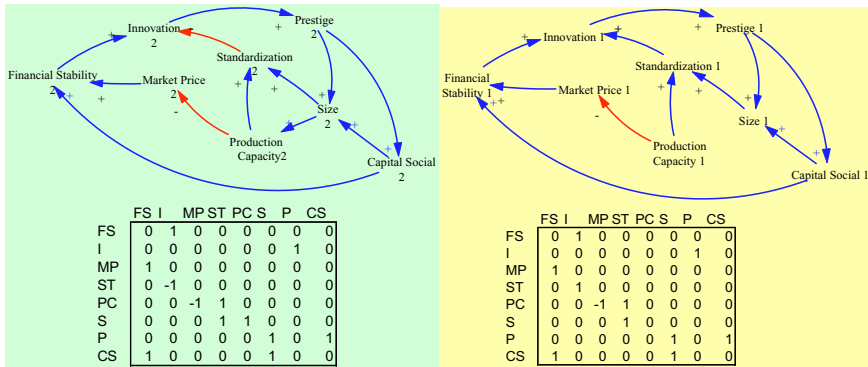 Innovation
2
Prestige
2
Standardization
2
Financial Stability
2
Market Price
2
Size
2
Production
Capacity2
Capital Social
2
+
-
+
+
+
+
+
+
-
+
+
FS I MP ST PC S P CS
FS 0 1 0 0 0 0 0 0
I 0 0 0 0 0 0 1 0
MP 1 0 0 0 0 0 0 0
ST 0 -1 0 0 0 0 0 0
PC 0 0 -1 1 0 0 0 0
S 0 0 0 1 1 0 0 0
P 0 0 0 0 0 1 0 1
CS 1 0 0 0 0 1 0 0
Innovation 1
Prestige 1
Standardization 1
Financial
Stability 1
Market Price 1
Size 1
Production
Capacity 1
Capital Social 1
+
+
+
+
+
+
+
-
+
+
FS I MP ST PC S P CS
FS 0 1 0 0 0 0 0 0
I 0 0 0 0 0 0 1 0
MP 1 0 0 0 0 0 0 0
ST 0 1 0 0 0 0 0 0
PC 0 0 -1 1 0 0 0 0
S 0 0 0 1 0 0 0 0
P 0 0 0 0 0 1 0 1
CS 1 0 0 0 0 1 0 0